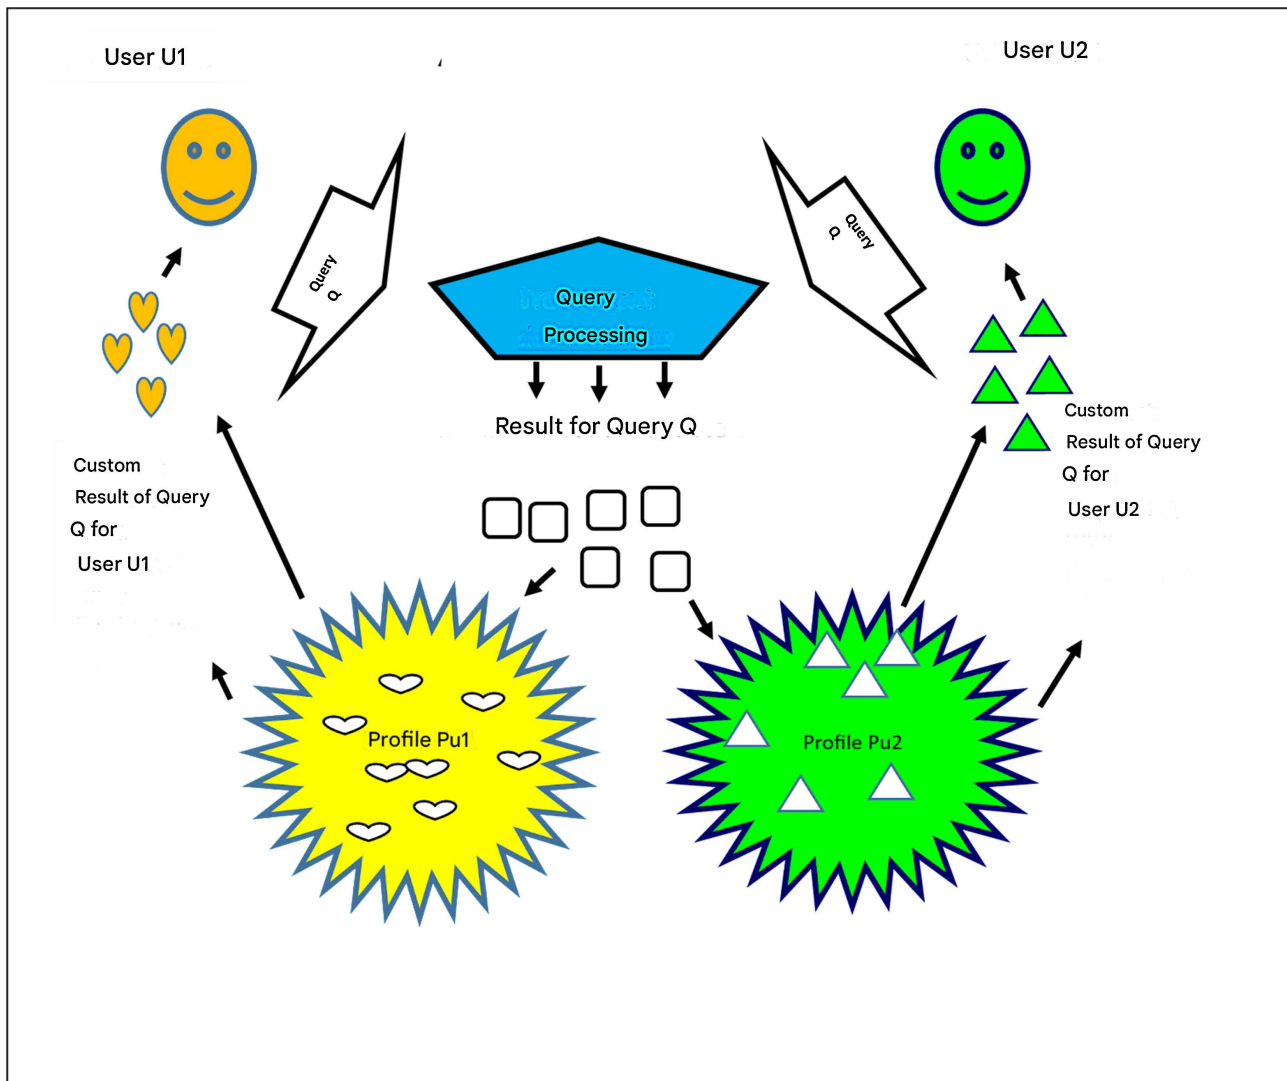 User U1
User U2
Query
Q
Query
Q
Query
Processing
Result for Query Q
Custom
Result of Query
Q for
User U1
Custom
Result of Query
Q for
User U2
Profile Pu1
Profile Pu2